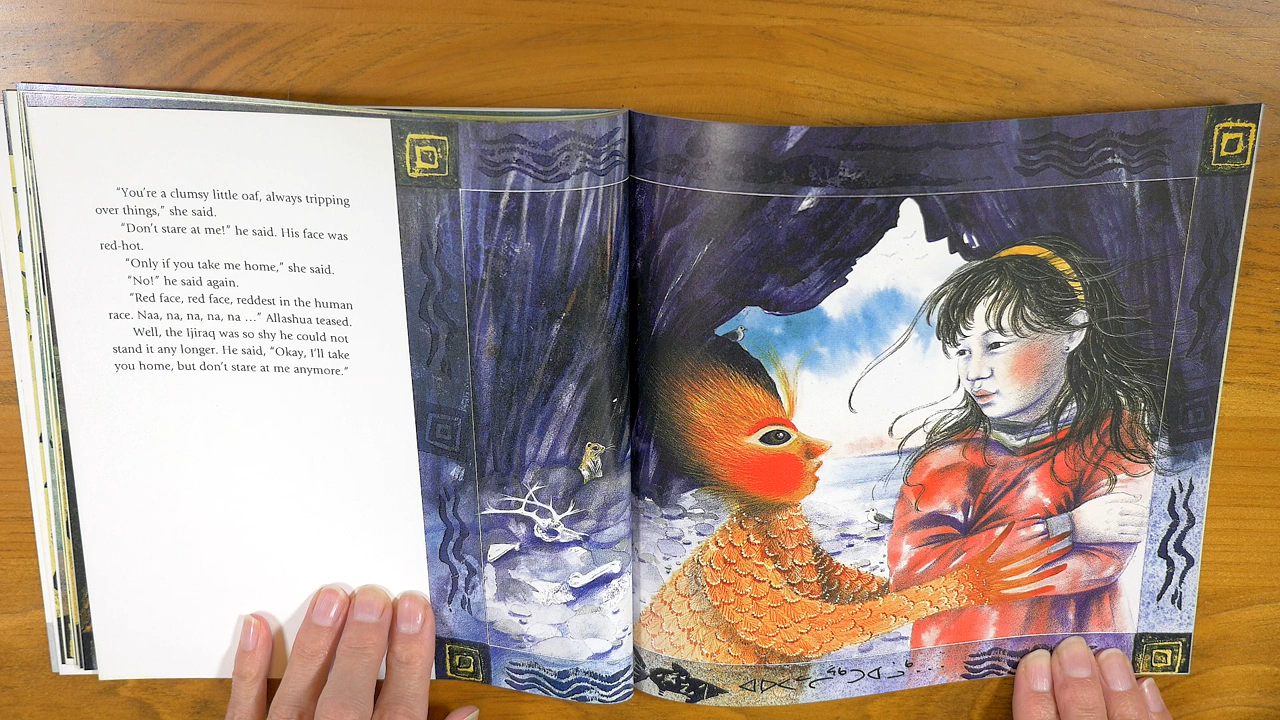 “You’re a clumsy little oaf, always tripping
over things,” she said.
“Don’t stare at me!” he said. His face was
red-hot.
“Only if you take me home,” she said.
“No!” he said again.
“Red face, red face, reddest in the human
race. Naa, na, na, na, na …” Allashua teased.
Well, the Ijiraq was so shy he could not
stand it any longer. He said, “Okay, I’ll take
you home, but don’t stare at me anymore.”